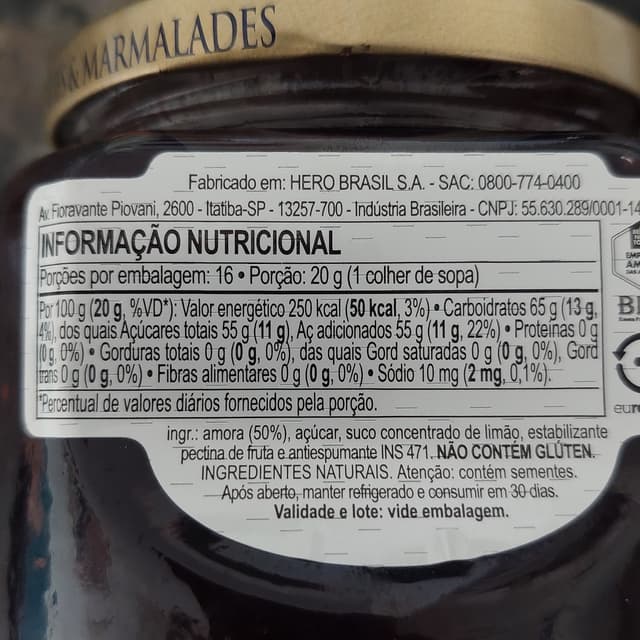 & MARMALADES
Fabricado em: HERO BRASIL S.A. - SAC: 0800-774-0400
Av. Fioravante Piovani, 2600 - Itatiba-SP - 13257-700 - Indústria Brasileira - CNPJ: 55.630.289/0001-14
INFORMAÇÃO NUTRICIONAL
Porções por embalagem: 16 • Porção: 20 g (1 colher de sopa)
Por 100 g (20 g, %VD*): Valor energético 250 kcal (50 kcal, 3%) • Carboidratos 65 g (13 g,
4%), dos quais Açúcares totais 55 g (11 g), Aç adicionados 55 g (11 g, 22%) • Proteínas 0 g
(0 g, 0%) • Gorduras totais 0 g (0 g, 0%), das quais Gord saturadas 0 g (0 g, 0%), Gord
trans 0 g (0 g, 0%) • Fibras alimentares 0 g (0 g, 0%) • Sódio 10 mg (2 mg, 0,1%).
*Percentual de valores diários fornecidos pela porção.
ingr.: amora (50%), açúcar, suco concentrado de limão, estabilizante
pectina de fruta e antiespumante INS 471. NÃO CONTÉM GLÚTEN.
INGREDIENTES NATURAIS. Atenção: contém sementes.
Após aberto, manter refrigerado e consumir em 30 dias.
Validade e lote: vide embalagem.